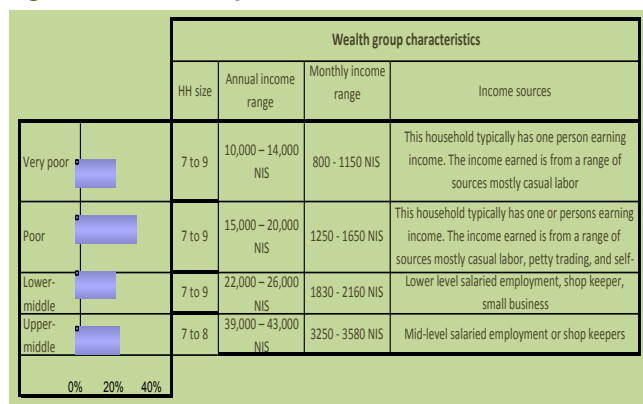 Wealth group characteristics
HH size
Annual income
range
Monthly income
range
Income sources
Very poor
7 to 9
10,000 – 14,000
NIS
800 - 1150 NIS
This household typically has one person earning
income. The income earned is from a range of
sources mostly casual labor
Poor
7 to 9
15,000 – 20,000
NIS
1250 - 1650 NIS
This household typically has one or persons earning
income. The income earned is from a range of
sources mostly casual labor, petty trading, and self-
Lower-
middle
7 to 9
22,000 – 26,000
NIS
1830 - 2160 NIS
Lower level salaried employment, shop keeper,
small business
Upper-
middle
7 to 8
39,000 – 43,000
NIS
3250 - 3580 NIS
Mid-level salaried employment or shop keepers
0% 20% 40%